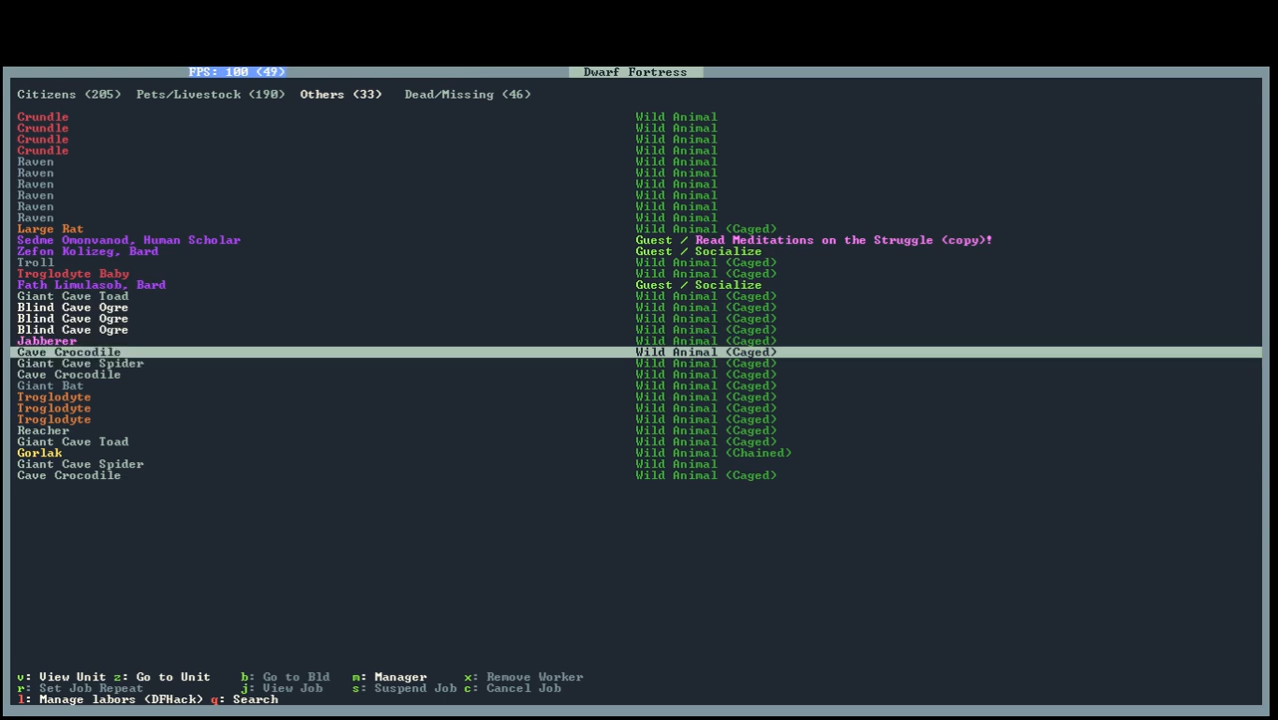 FPS: 100 (49) Dwarf Fortress
Citizens (205) Pets/Livestock (190) Others (33) Dead/Missing (46)
Crundle Wild Animal
Crundle Wild Animal
Crundle Wild Animal
Crundle Wild Animal
Raven Wild Animal
Raven Wild Animal
Raven Wild Animal
Raven Wild Animal
Raven Wild Animal
Raven Wild Animal
Large Rat Wild Animal (Caged)
Sedme Omonvanod, Human Scholar Guest / Read Meditations on the Struggle (copy)!
Zefon Kolizeg, Bard Guest / Socialize
Troll Wild Animal (Caged)
Troglodyte Baby Wild Animal (Caged)
Fath Limulasob, Bard Guest / Socialize
Giant Cave Toad Wild Animal (Caged)
Blind Cave Ogre Wild Animal (Caged)
Blind Cave Ogre Wild Animal (Caged)
Blind Cave Ogre Wild Animal (Caged)
Jabberer Wild Animal (Caged)
Cave Crocodile Wild Animal (Caged)
Giant Cave Spider Wild Animal (Caged)
Cave Crocodile Wild Animal (Caged)
Giant Bat Wild Animal (Caged)
Troglodyte Wild Animal (Caged)
Troglodyte Wild Animal (Caged)
Troglodyte Wild Animal (Caged)
Reacher Wild Animal (Caged)
Giant Cave Toad Wild Animal (Caged)
Gorlak Wild Animal (Chained)
Giant Cave Spider Wild Animal
Cave Crocodile Wild Animal (Caged)
v: View Unit z: Go to Unit b: Go to Bld m: Manager x: Remove Worker
r: Set Job Repeat j: View Job s: Suspend Job c: Cancel Job
l: Manage labors (DFHack) q: Search